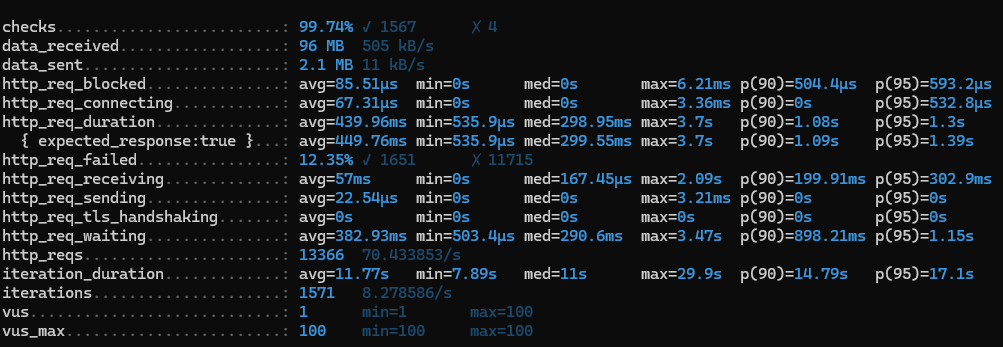 checks.........................: 99.74% ✓ 1567 ✗ 4
data_received..................: 96 MB 505 kB/s
data_sent......................: 2.1 MB 11 kB/s
http_req_blocked...............: avg=85.51µs min=0s med=0s max=6.21ms p(90)=504.4µs p(95)=593.2µs
http_req_connecting............: avg=67.31µs min=0s med=0s max=3.36ms p(90)=0s p(95)=532.8µs
http_req_duration..............: avg=439.96ms min=535.9µs med=298.95ms max=3.7s p(90)=1.08s p(95)=1.3s
{ expected_response:true }...: avg=449.76ms min=535.9µs med=299.55ms max=3.7s p(90)=1.09s p(95)=1.39s
http_req_failed................: 12.35% ✓ 1651 ✗ 11715
http_req_receiving.............: avg=57ms min=0s med=167.45µs max=2.09s p(90)=199.91ms p(95)=302.9ms
http_req_sending...............: avg=22.54µs min=0s med=0s max=3.21ms p(90)=0s p(95)=0s
http_req_tls_handshaking.......: avg=0s min=0s med=0s max=0s p(90)=0s p(95)=0s
http_req_waiting...............: avg=382.93ms min=503.4µs med=290.6ms max=3.47s p(90)=898.21ms p(95)=1.15s
http_reqs......................: 13366 70.433853/s
iteration_duration.............: avg=11.77s min=7.89s med=11s max=29.9s p(90)=14.79s p(95)=17.1s
iterations.....................: 1571 8.278586/s
vus............................: 1 min=1 max=100
vus_max........................: 100 min=100 max=100